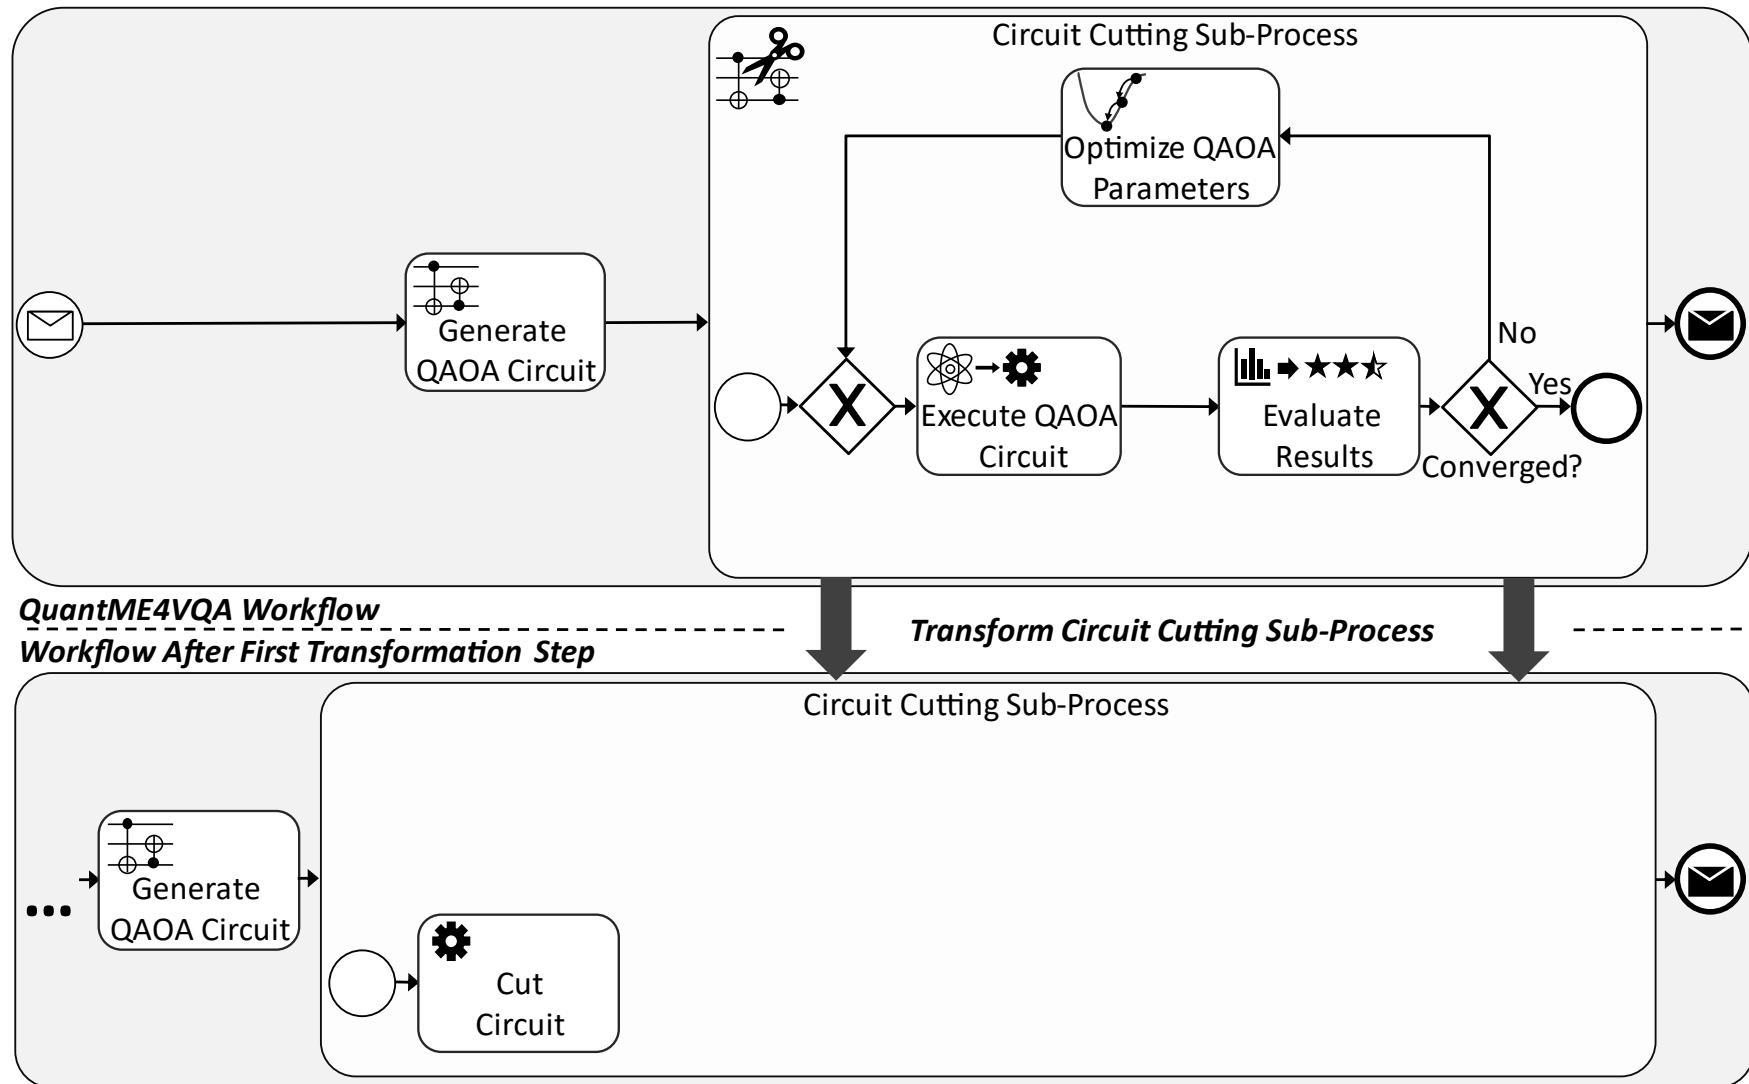 Circuit Cutting Sub-Process
Optimize QAOA
Parameters
Generate
QAOA Circuit
X
Execute QAOA
Circuit
Evaluate
Results
X
No
Yes
Converged?
QuantME4VQA Workflow
Transform Circuit Cutting Sub-Process
Workflow After First Transformation Step
Circuit Cutting Sub-Process
...
Generate
QAOA Circuit
Cut
Circuit